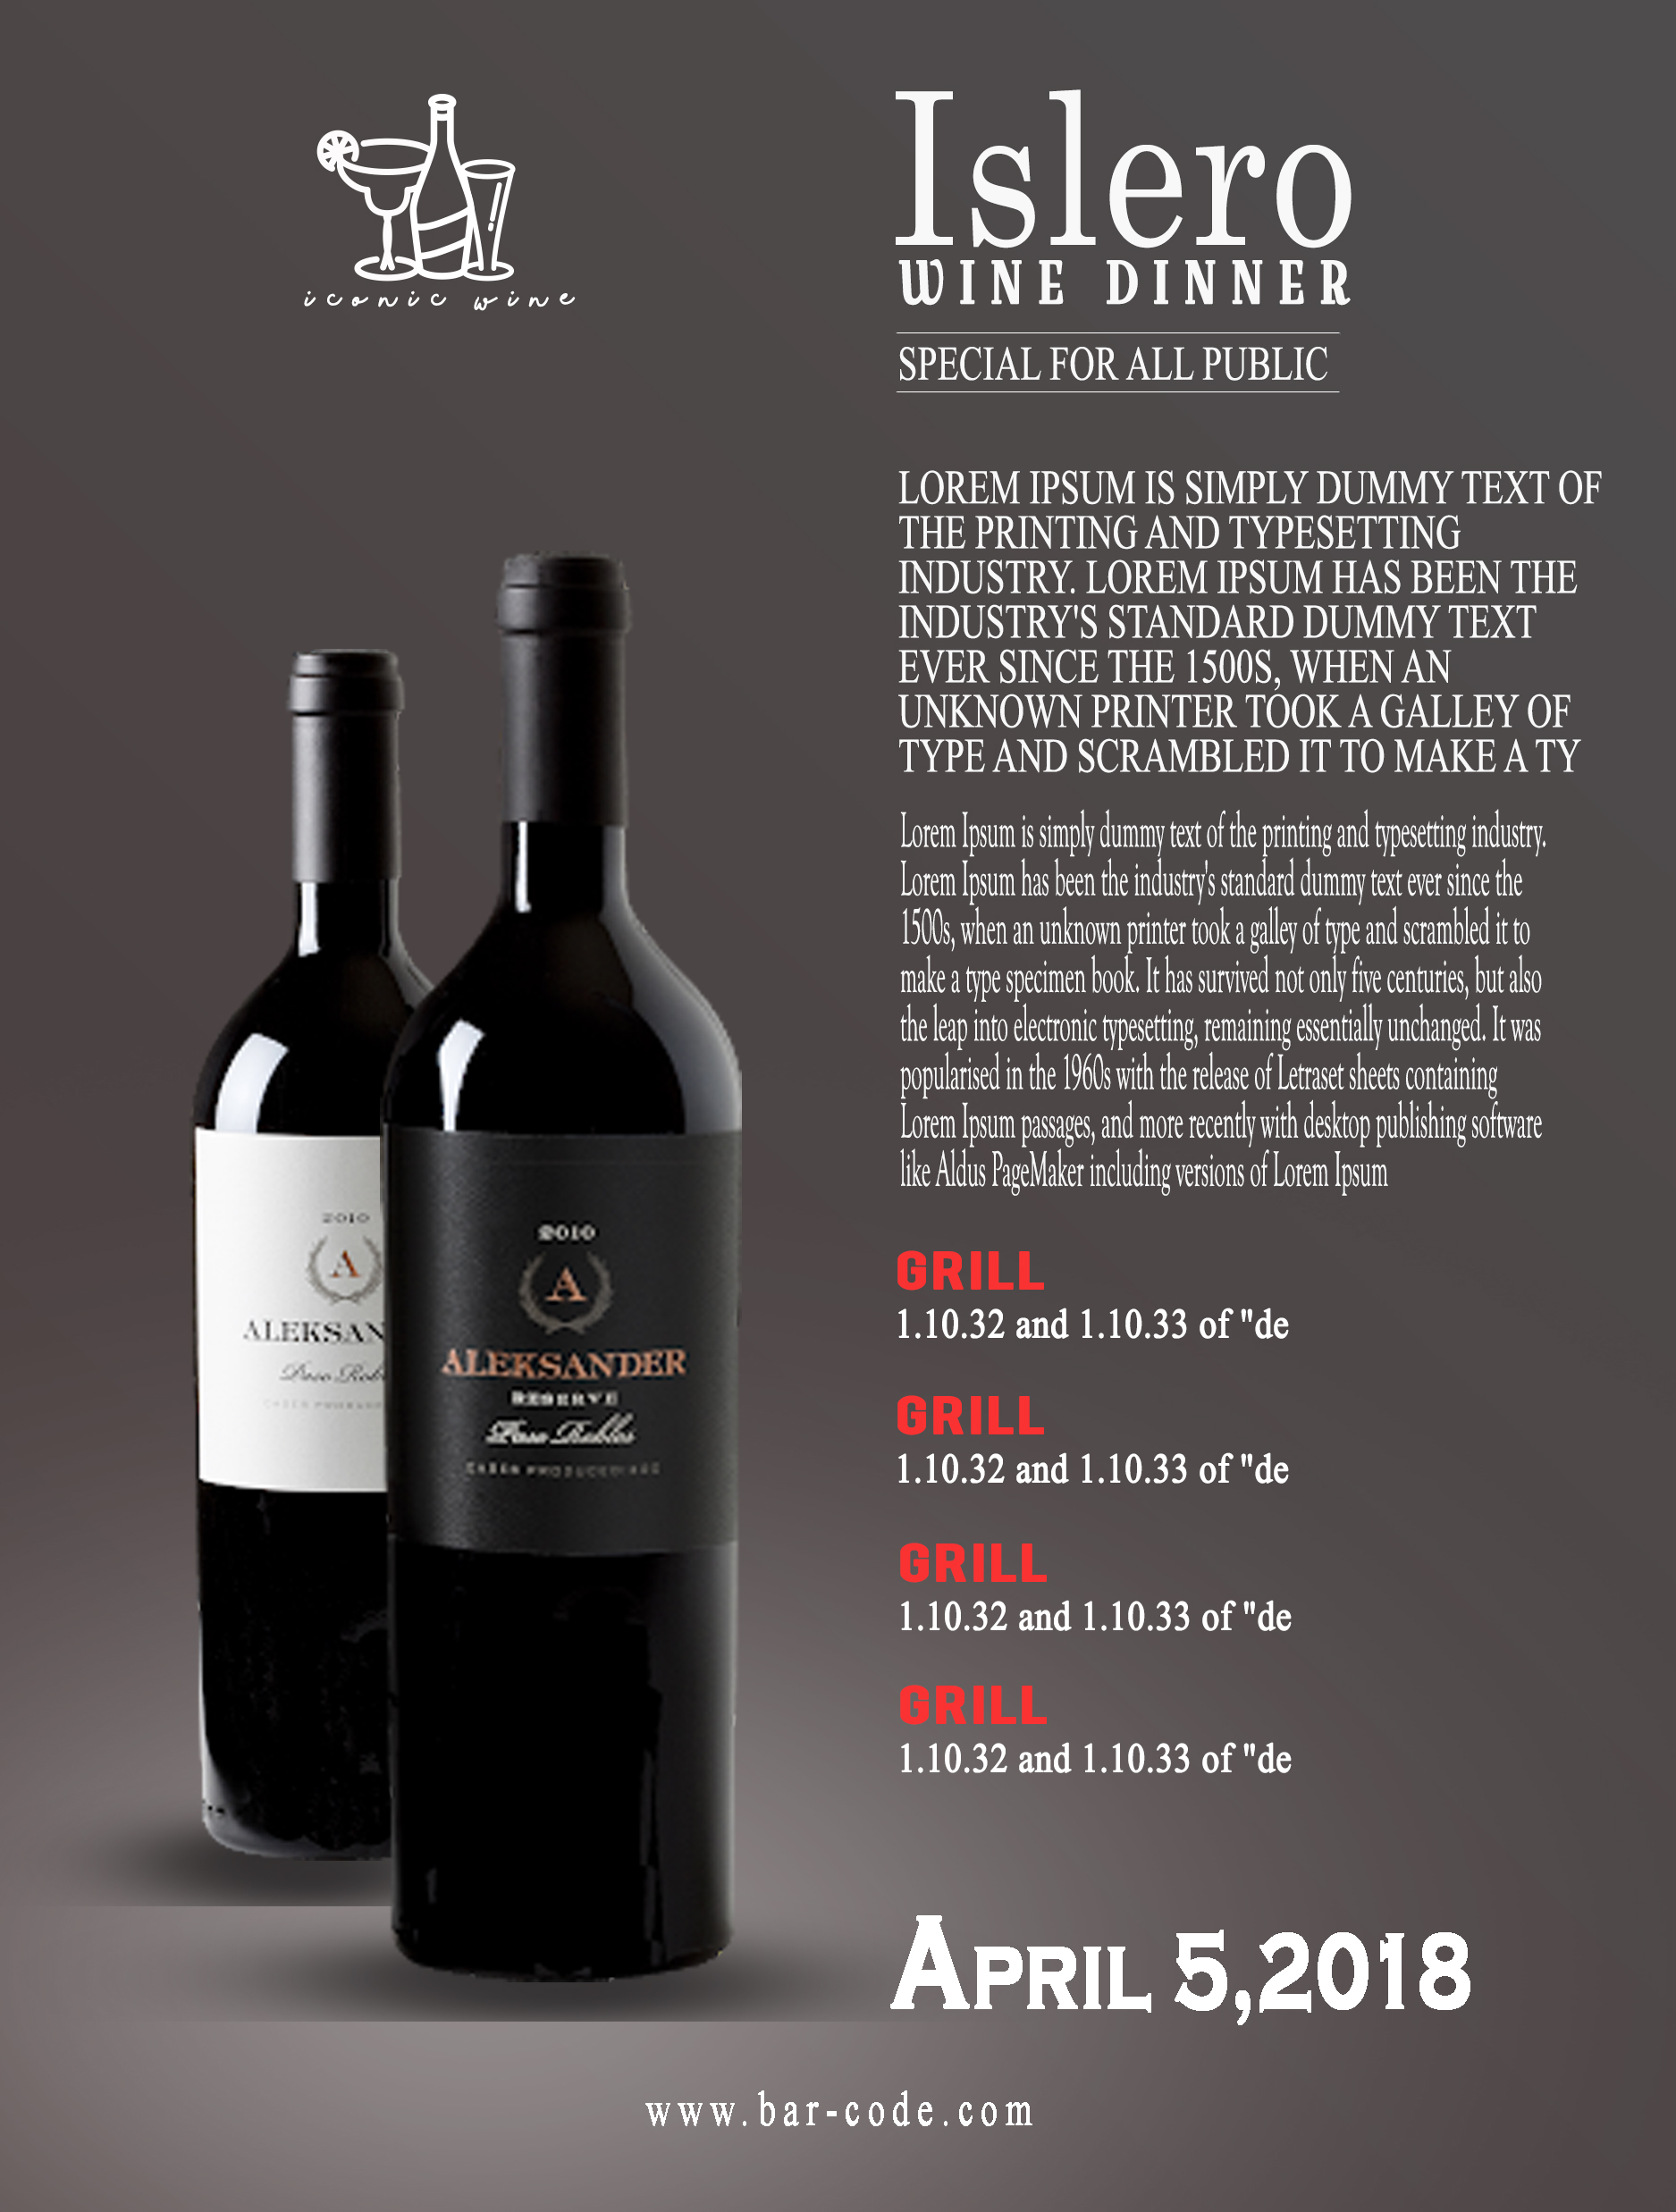 iconic wine
Islero
WINE DINNER
SPECIAL FOR ALL PUBLIC
LOREM IPSUM IS SIMPLY DUMMY TEXT OF
THE PRINTING AND TYPESETTING
INDUSTRY. LOREM IPSUM HAS BEEN THE
INDUSTRY'S STANDARD DUMMY TEXT
EVER SINCE THE 1500S, WHEN AN
UNKNOWN PRINTER TOOK A GALLEY OF
TYPE AND SCRAMBLED IT TO MAKE A TY
Lorem Ipsum is simply dummy text of the printing and typesetting industry.
Lorem Ipsum has been the industry's standard dummy text ever since the
1500s, when an unknown printer took a galley of type and scrambled it to
make a type specimen book. It has survived not only five centuries, but also
the leap into electronic typesetting, remaining essentially unchanged. It was
popularised in the 1960s with the release of Letraset sheets containing
Lorem Ipsum passages, and more recently with desktop publishing software
like Aldus PageMaker including versions of Lorem Ipsum
2010
A
ALEKSAN
Paso Rob
2010
A
ALEKSANDER
RESERVE
Paso Robles
GRILL
1.10.32 and 1.10.33 of "de
GRILL
1.10.32 and 1.10.33 of "de
GRILL
1.10.32 and 1.10.33 of "de
GRILL
1.10.32 and 1.10.33 of "de
APRIL 5,2018
www.bar-code.com